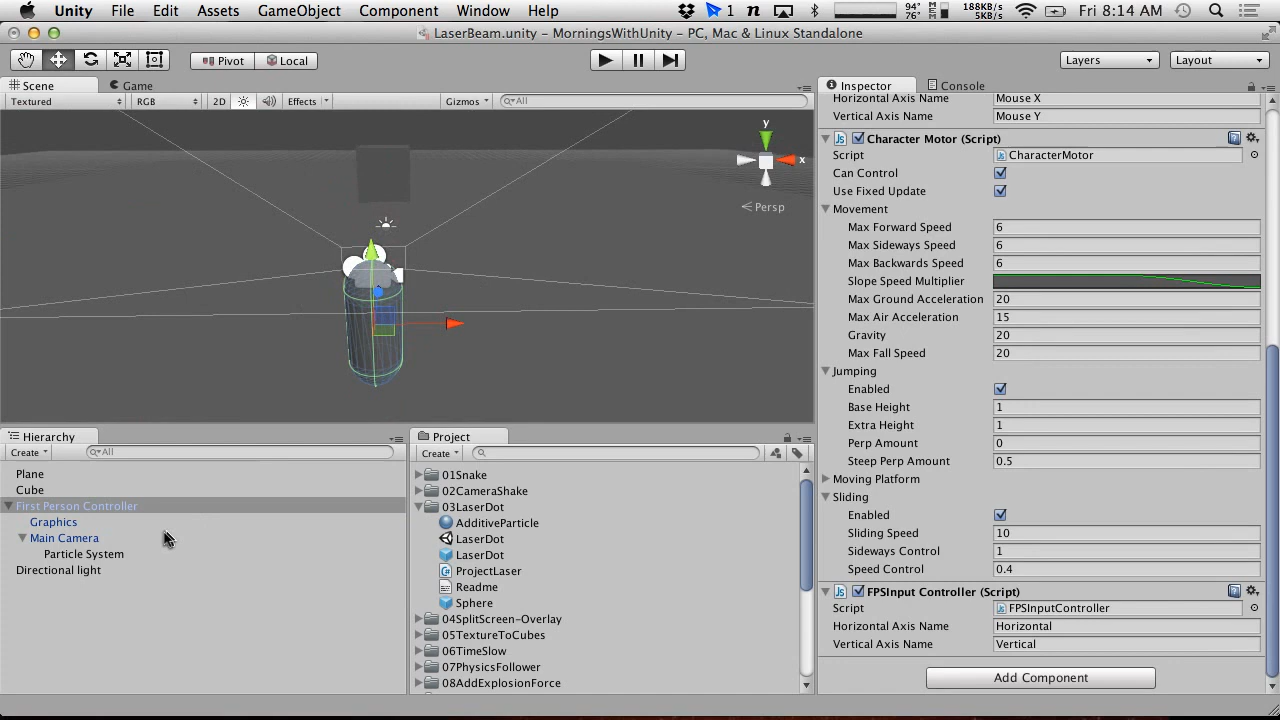 Unity File Edit Assets GameObject Component Window Help 1 94° 76° MEM 188KB/S 5KB/S Fri 8:14 AM
LaserBeam.unity - MorningsWithUnity - PC, Mac & Linux Standalone
Pivot Local Layers Layout
Scene Game
Textured RGB 2D Effects Gizmos All
y
x
Persp
Hierarchy
Create All
Plane
Cube
First Person Controller
Graphics
Main Camera
Particle System
Directional light
Project
Create
01Snake
02CameraShake
03LaserDot
AdditiveParticle
LaserDot
LaserDot
ProjectLaser
Readme
Sphere
04SplitScreen-Overlay
05TextureToCubes
06TimeSlow
07PhysicsFollower
08AddExplosionForce
Inspector Console
Horizontal Axis Name Mouse X
Vertical Axis Name Mouse Y
Character Motor (Script)
Script CharacterMotor
Can Control
Use Fixed Update
Movement
Max Forward Speed 6
Max Sideways Speed 6
Max Backwards Speed 6
Slope Speed Multiplier
Max Ground Acceleration 20
Max Air Acceleration 15
Gravity 20
Max Fall Speed 20
Jumping
Enabled
Base Height 1
Extra Height 1
Perp Amount 0
Steep Perp Amount 0.5
Moving Platform
Sliding
Enabled
Sliding Speed 10
Sideways Control 1
Speed Control 0.4
FPSInput Controller (Script)
Script FPSInputController
Horizontal Axis Name Horizontal
Vertical Axis Name Vertical
Add Component